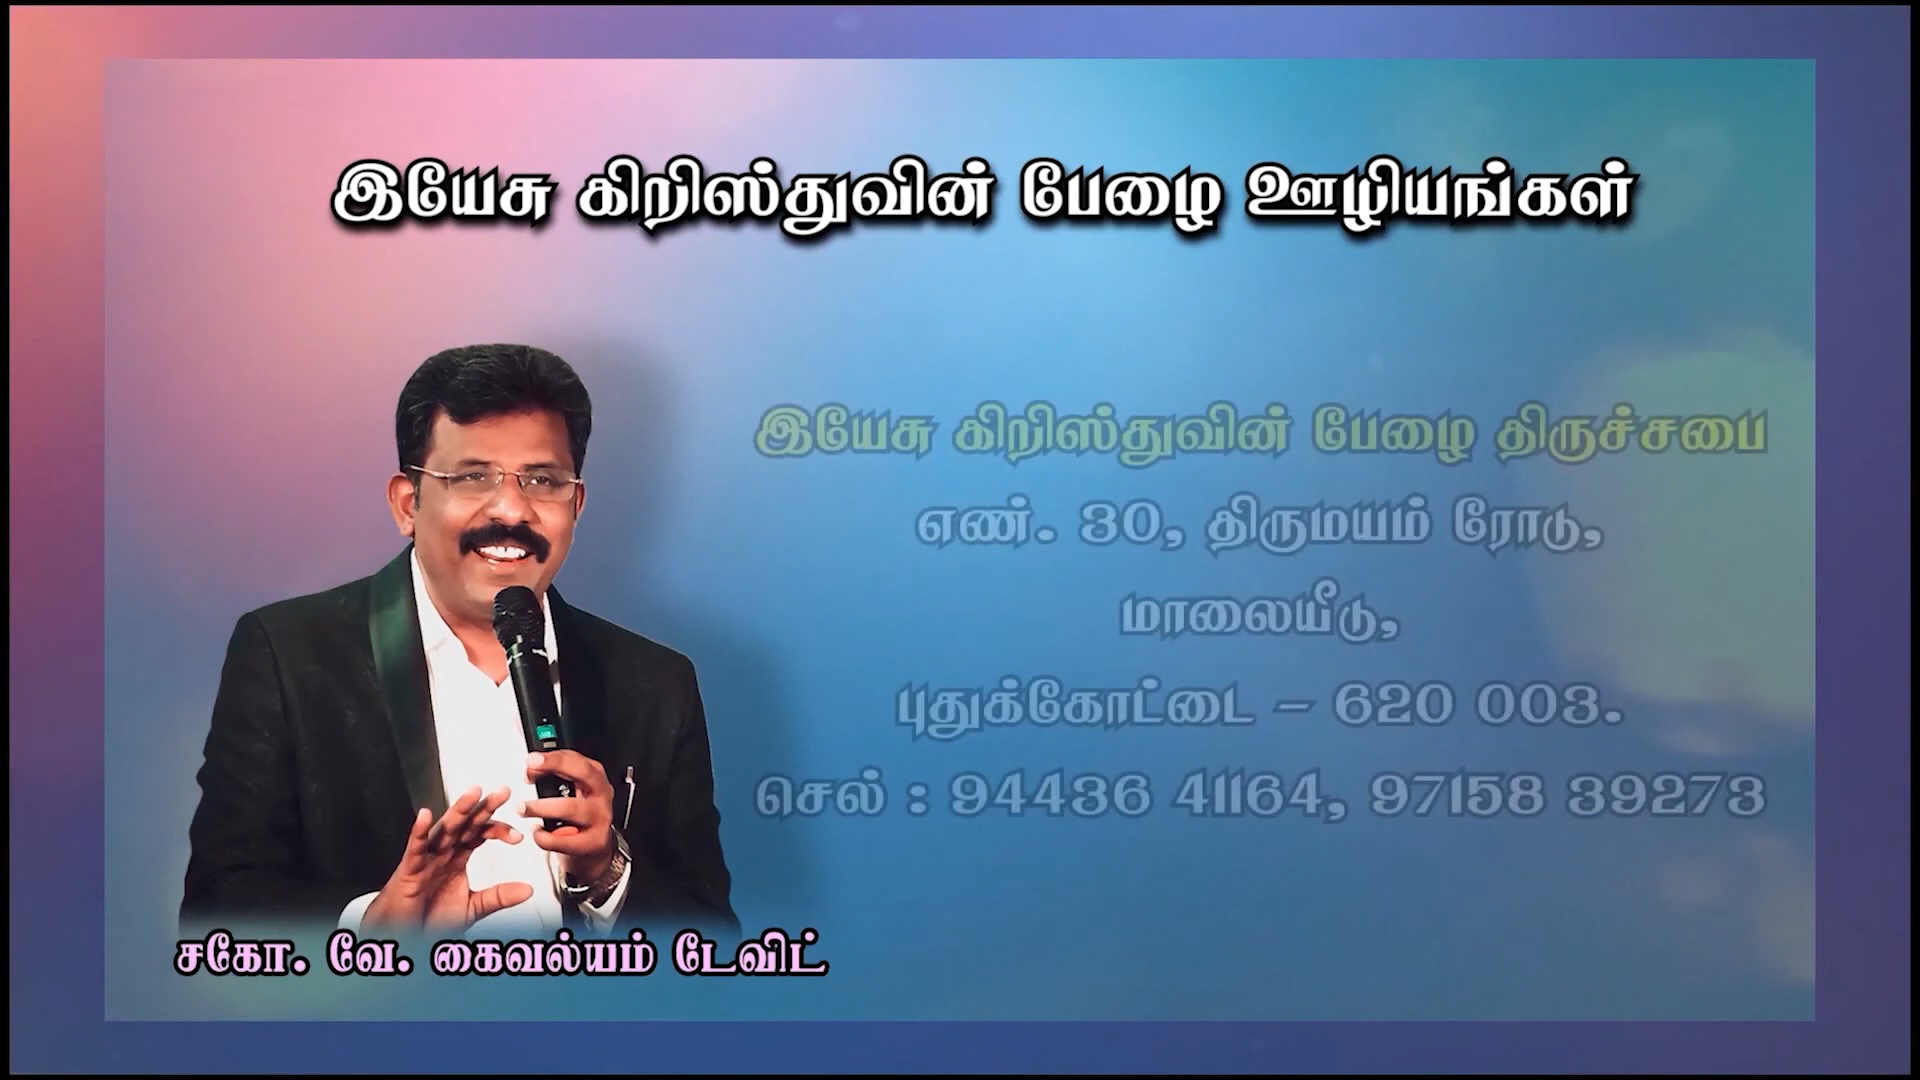 இயேசு கிறிஸ்துவின் பேழை ஊழியங்கள்
இயேசு கிறிஸ்துவின் பேழை திருச்சபை
எண். 30, திருமயம் ரோடு,
மாலையீடு,
புதுக்கோட்டை - 620 003.
செல் : 94436 41164, 97158 39273
சகோ. வே. கைவல்யம் டேவிட்